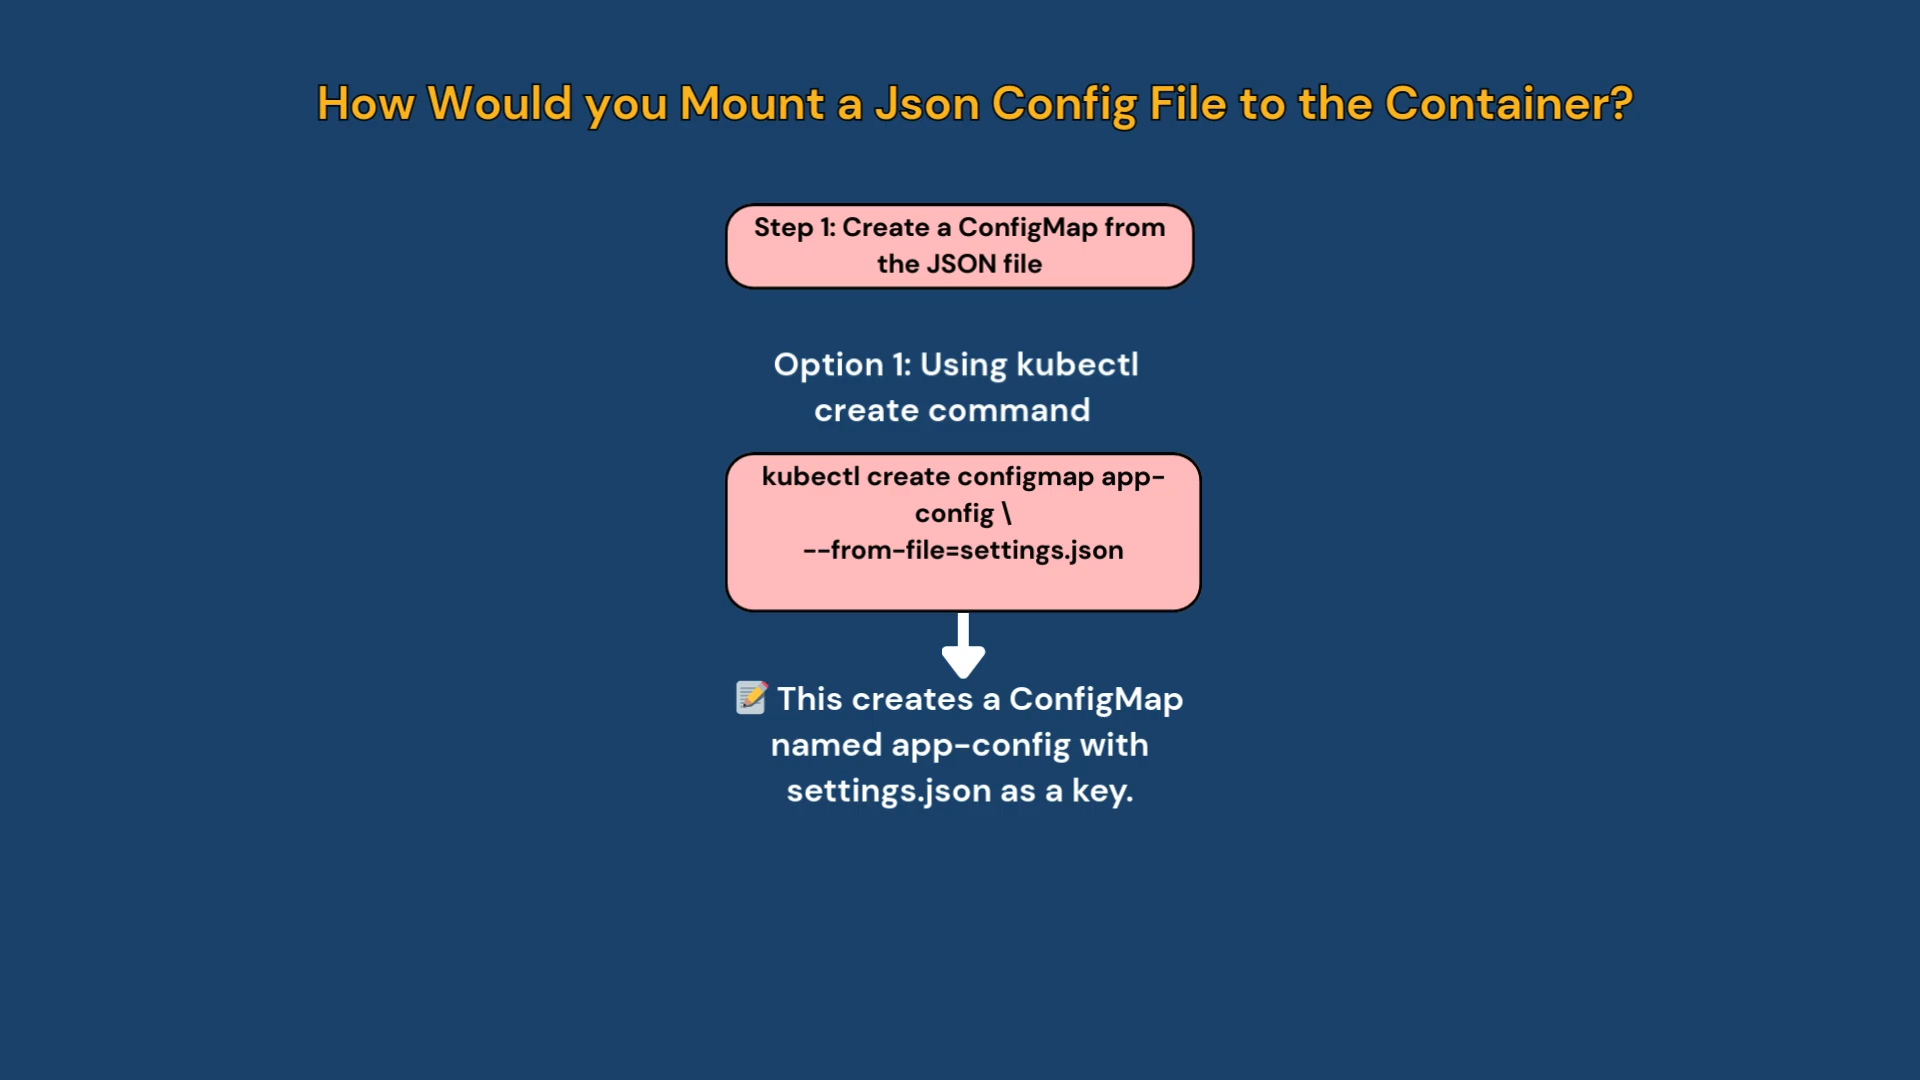 How Would you Mount a Json Config File to the Container?
Step 1: Create a ConfigMap from
the JSON file
Option 1: Using kubectl
create command
kubectl create configmap app-
config \
--from-file=settings.json
📝 This creates a ConfigMap
named app-config with
settings.json as a key.